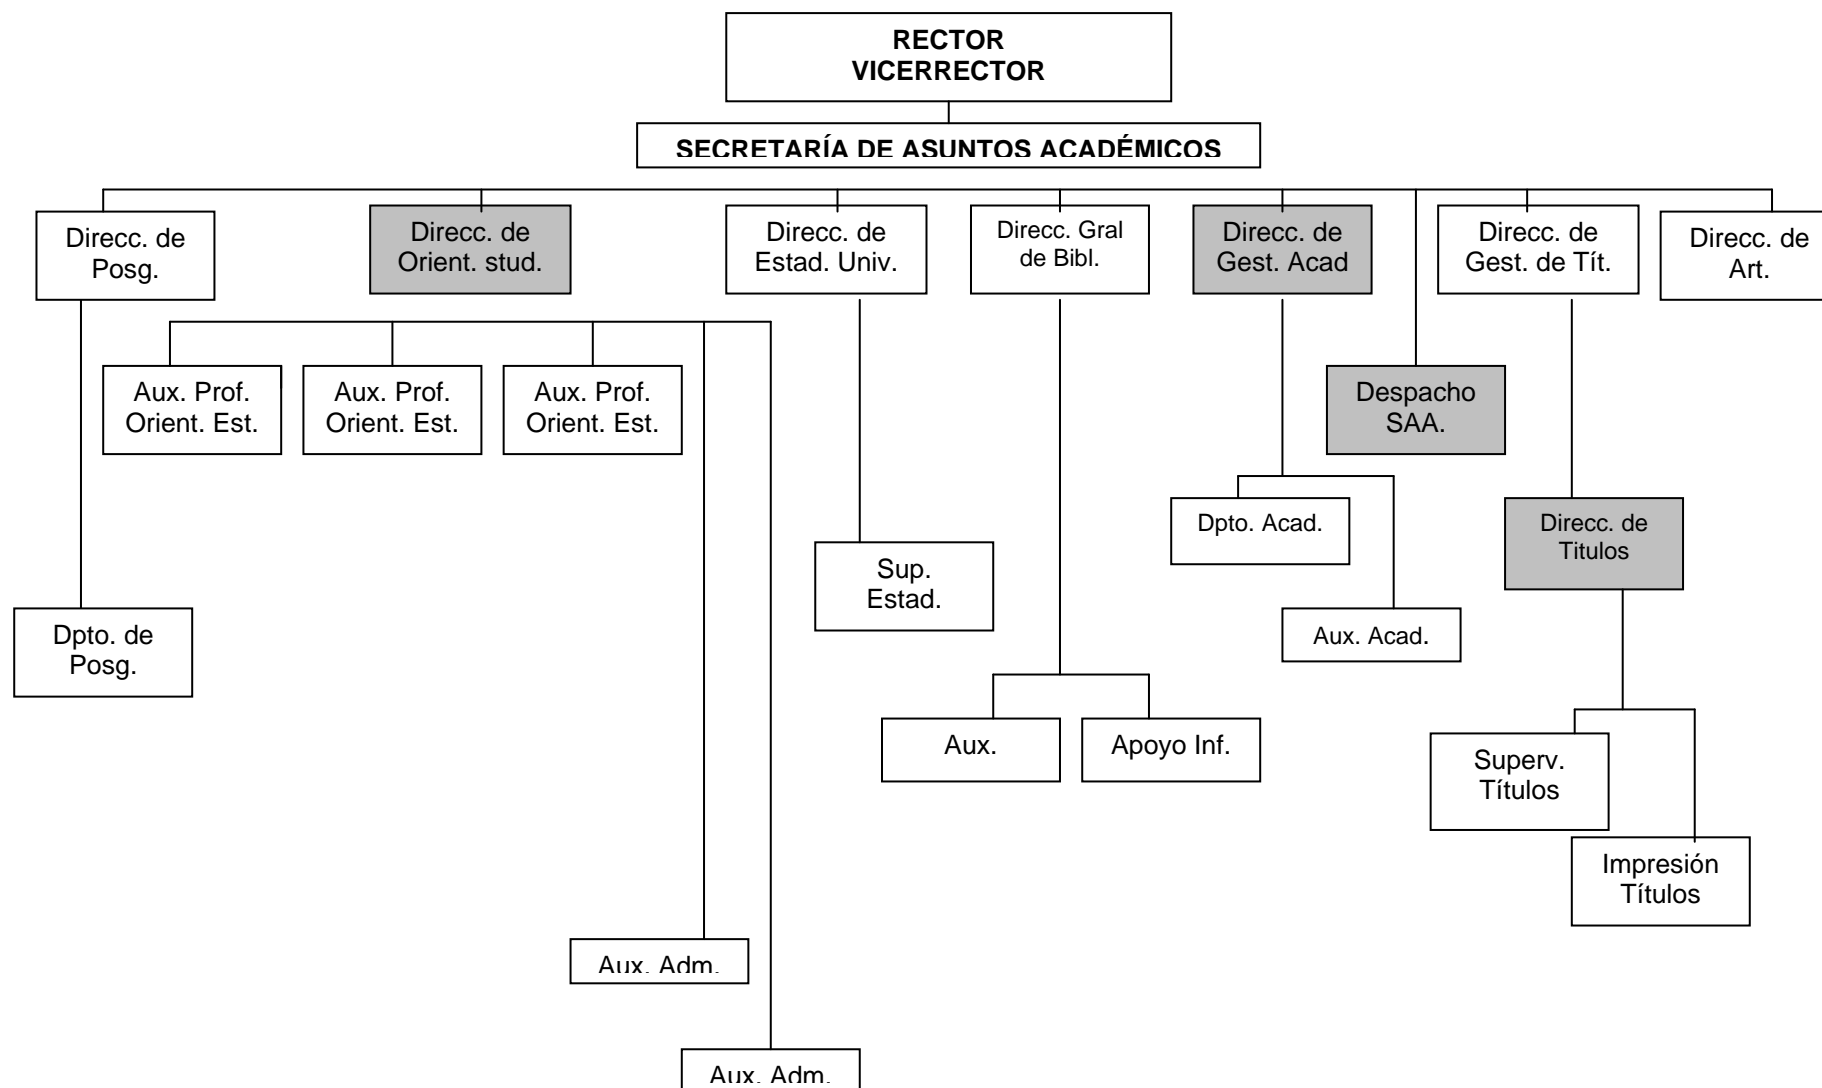 RECTOR
VICERRECTOR
SECRETARÍA DE ASUNTOS ACADÉMICOS
Direcc. de
Posg.
Direcc. de
Orient. stud.
Direcc. de
Estad. Univ.
Direcc. Gral
de Bibl.
Direcc. de
Gest. Acad
Direcc. de
Gest. de Tít.
Direcc. de
Art.
Aux. Prof.
Orient. Est.
Aux. Prof.
Orient. Est.
Aux. Prof.
Orient. Est.
Despacho
SAA.
Dpto. Acad.
Direcc. de
Titulos
Sup.
Estad.
Dpto. de
Posg.
Aux. Acad.
Aux.
Apoyo Inf.
Superv.
Títulos
Impresión
Títulos
Aux. Adm.
Aux. Adm.